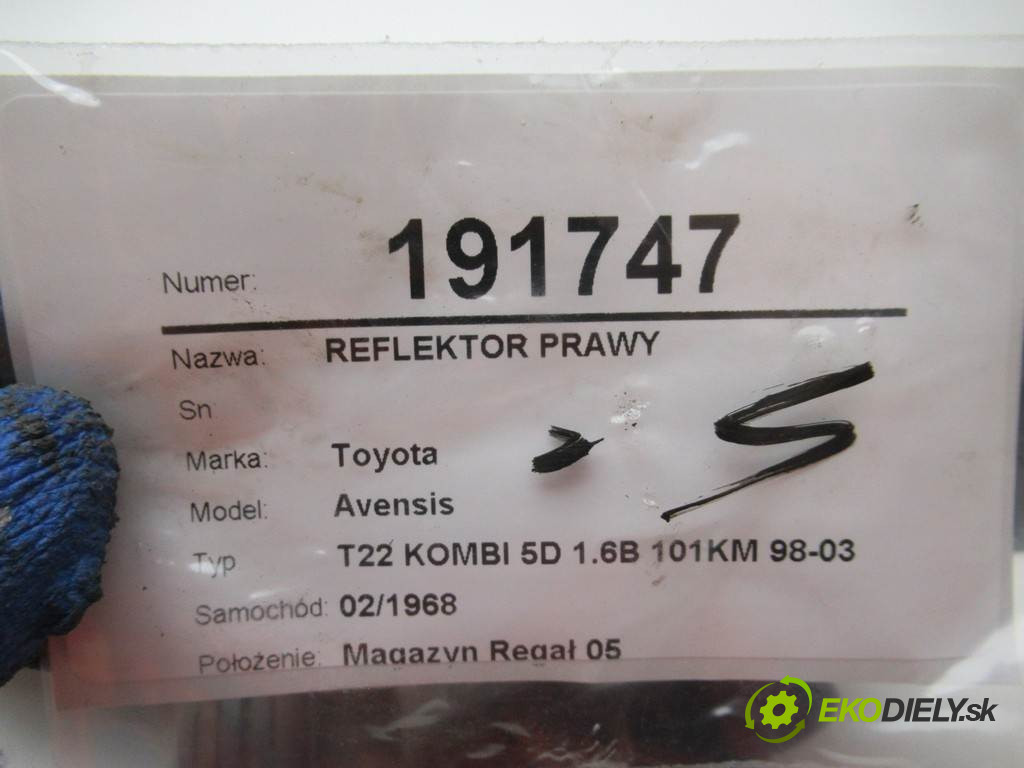 Numer: 191747
Nazwa: REFLEKTOR PRAWY
Sn
Marka: Toyota
Model: Avensis
Typ T22 KOMBI 5D 1.6B 101KM 98-03
Samochód: 02/1968
Położenie: Magazyn Regał 05
EKODIELY.sk